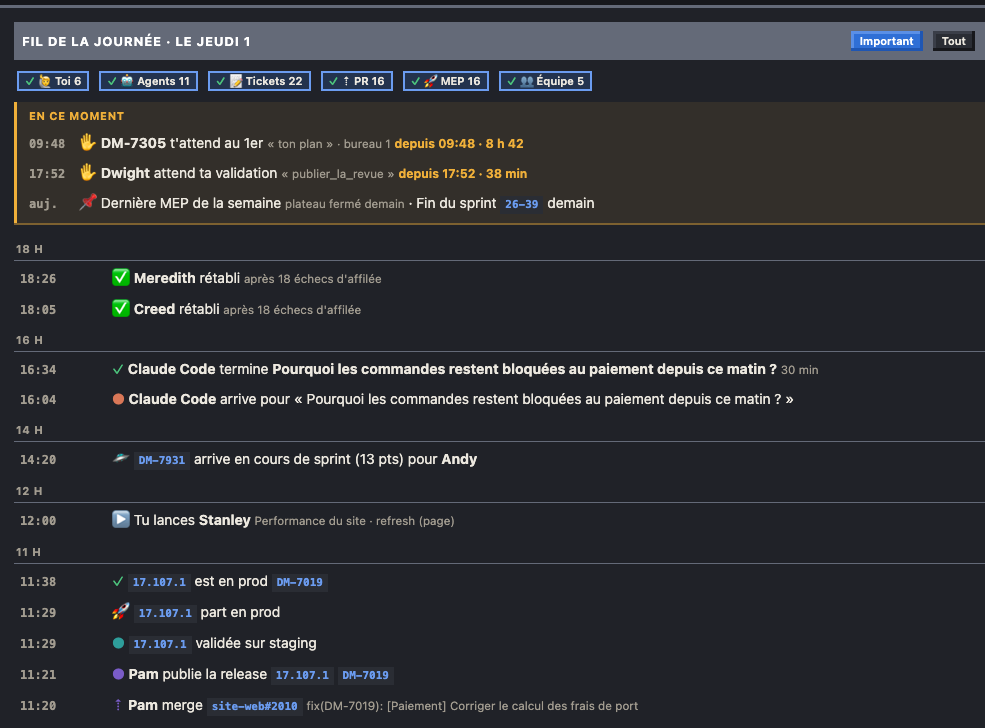 FIL DE LA JOURNÉE · LE JEUDI 1 Important Tout
✓ 🙋 Toi 6 ✓ 🤖 Agents 11 ✓ 📝 Tickets 22 ✓ ⇡ PR 16 ✓ 🚀 MEP 16 ✓ 👥 Équipe 5
EN CE MOMENT
09:48 ✋ DM-7305 t'attend au 1er « ton plan » · bureau 1 depuis 09:48 · 8 h 42
17:52 ✋ Dwight attend ta validation « publier_la_revue » depuis 17:52 · 38 min
auj. 📌 Dernière MEP de la semaine plateau fermé demain · Fin du sprint 26-39 demain
18 H
18:26 ✅ Meredith rétabli après 18 échecs d'affilée
18:05 ✅ Creed rétabli après 18 échecs d'affilée
16 H
16:34 ✓ Claude Code termine Pourquoi les commandes restent bloquées au paiement depuis ce matin ? 30 min
16:04 Claude Code arrive pour « Pourquoi les commandes restent bloquées au paiement depuis ce matin ? »
14 H
14:20 🛸 DM-7931 arrive en cours de sprint (13 pts) pour Andy
12 H
12:00 ▶️ Tu lances Stanley Performance du site · refresh (page)
11 H
11:38 ✓ 17.107.1 est en prod DM-7019
11:29 🚀 17.107.1 part en prod
11:29 17.107.1 validée sur staging
11:21 Pam publie la release 17.107.1 DM-7019
11:20 ⇡ Pam merge site-web#2010 fix(DM-7019): [Paiement] Corriger le calcul des frais de port